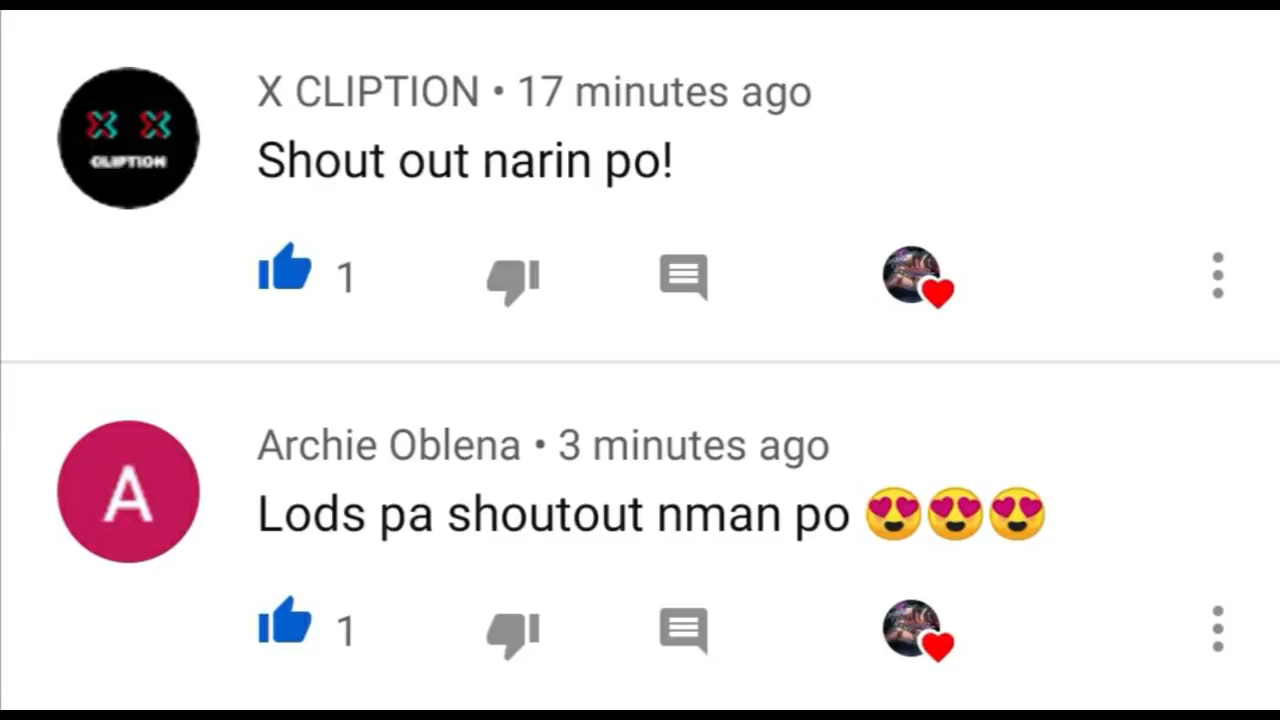 X CLIPTION • 17 minutes ago
CLIPTION
Shout out narin po!
1
Archie Oblena • 3 minutes ago
A
Lods pa shoutout nman po 😍😍😍
1